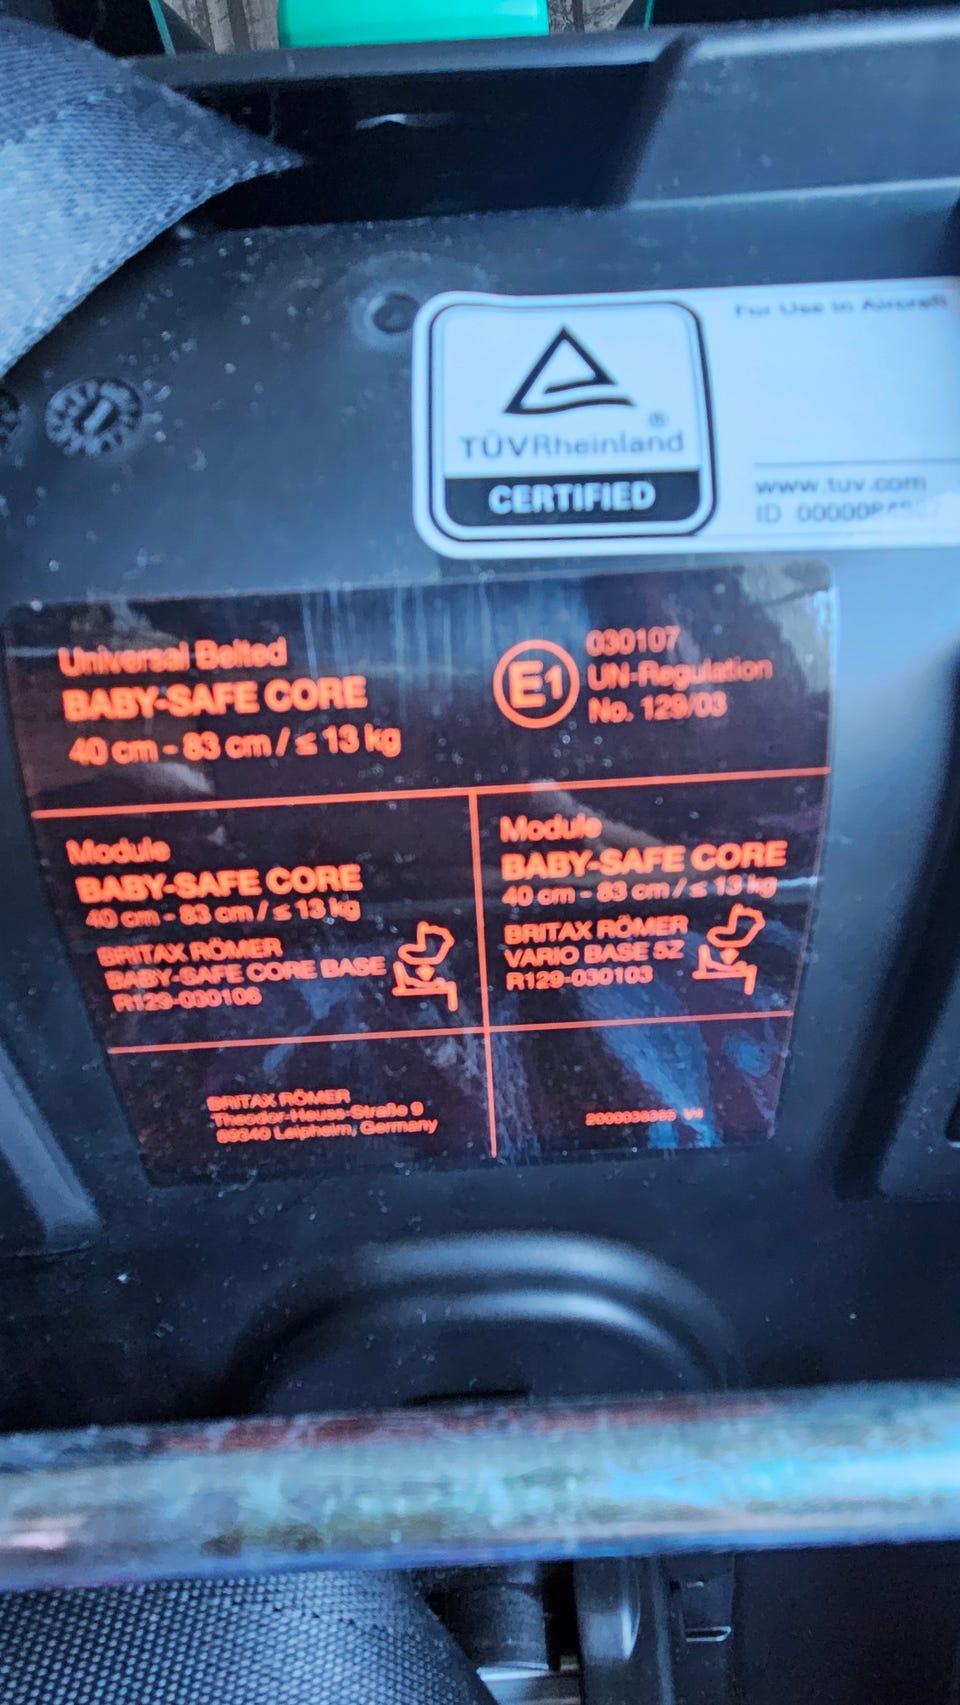 For Use in Aircraft
®
TÜVRheinland
CERTIFIED
www.tuv.com
ID
Universal Belted
BABY-SAFE CORE
40 cm - 83 cm / ≤ 13 kg
E1
030107
UN-Regulation
No. 129/03
Module
BABY-SAFE CORE
40 cm - 83 cm / ≤ 13 kg
BRITAX RÖMER
BABY-SAFE CORE BASE
R129-030106
Module
BABY-SAFE CORE
40 cm - 83 cm / ≤ 13 kg
BRITAX RÖMER
VARIO BASE 5Z
R129-030103
BRITAX RÖMER
Theodor-Heuss-Straße 9
89340 Leipheim, Germany